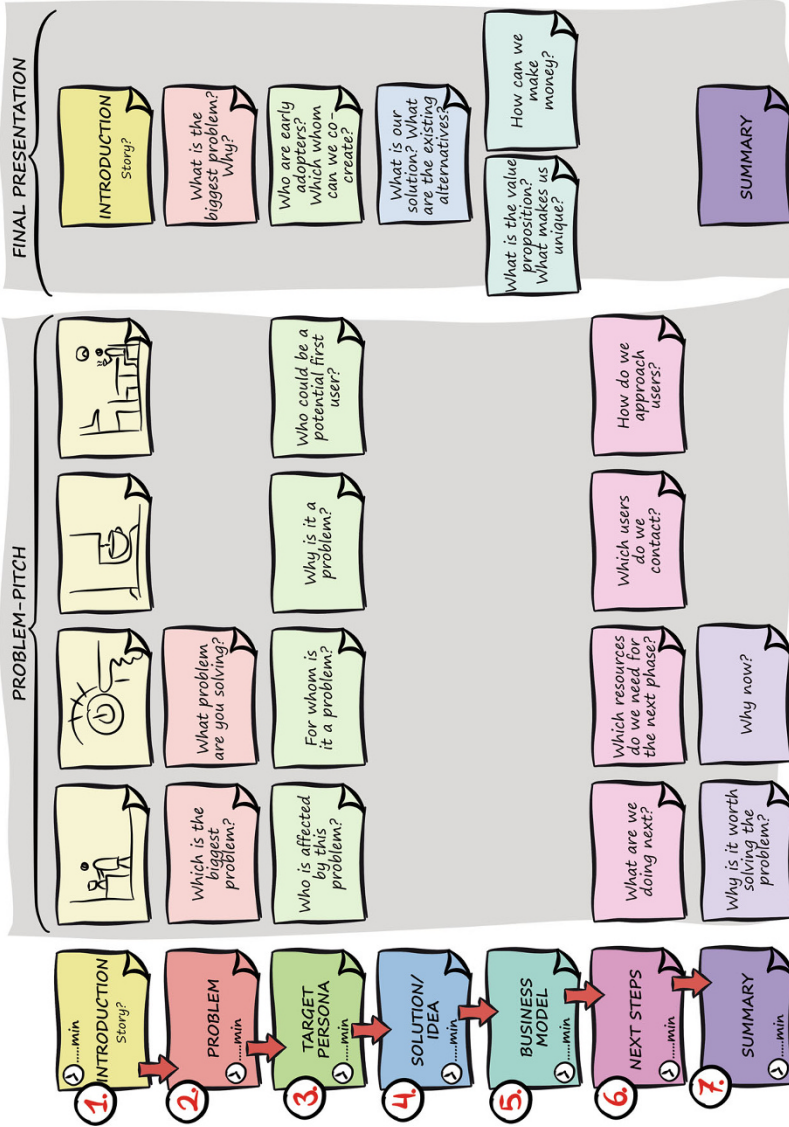 PROBLEM-PITCH
FINAL PRESENTATION
1.
.....min
INTRODUCTION
Story?
INTRODUCTION
Story?
2.
PROBLEM
.....min
Which is the
biggest
problem?
What problem
are you solving?
What is the
biggest problem?
Why?
3.
TARGET
PERSONA
.....min
Who is affected
by this
problem?
For whom is
it a problem?
Why is it a
problem?
Who could be a
potential first
user?
Who are early
adopters?
Which whom
can we co-
create?
4.
SOLUTION/
IDEA
.....min
What is our
solution? What
are the existing
alternatives?
5.
BUSINESS
MODEL
.....min
What is the value
proposition?
What makes us
unique?
How can we
make
money?
6.
NEXT STEPS
.....min
What are we
doing next?
Which resources
do we need for
the next phase?
Which users
do we
contact?
How do we
approach
users?
7.
SUMMARY
.....min
Why is it worth
solving the
problem?
Why now?
SUMMARY